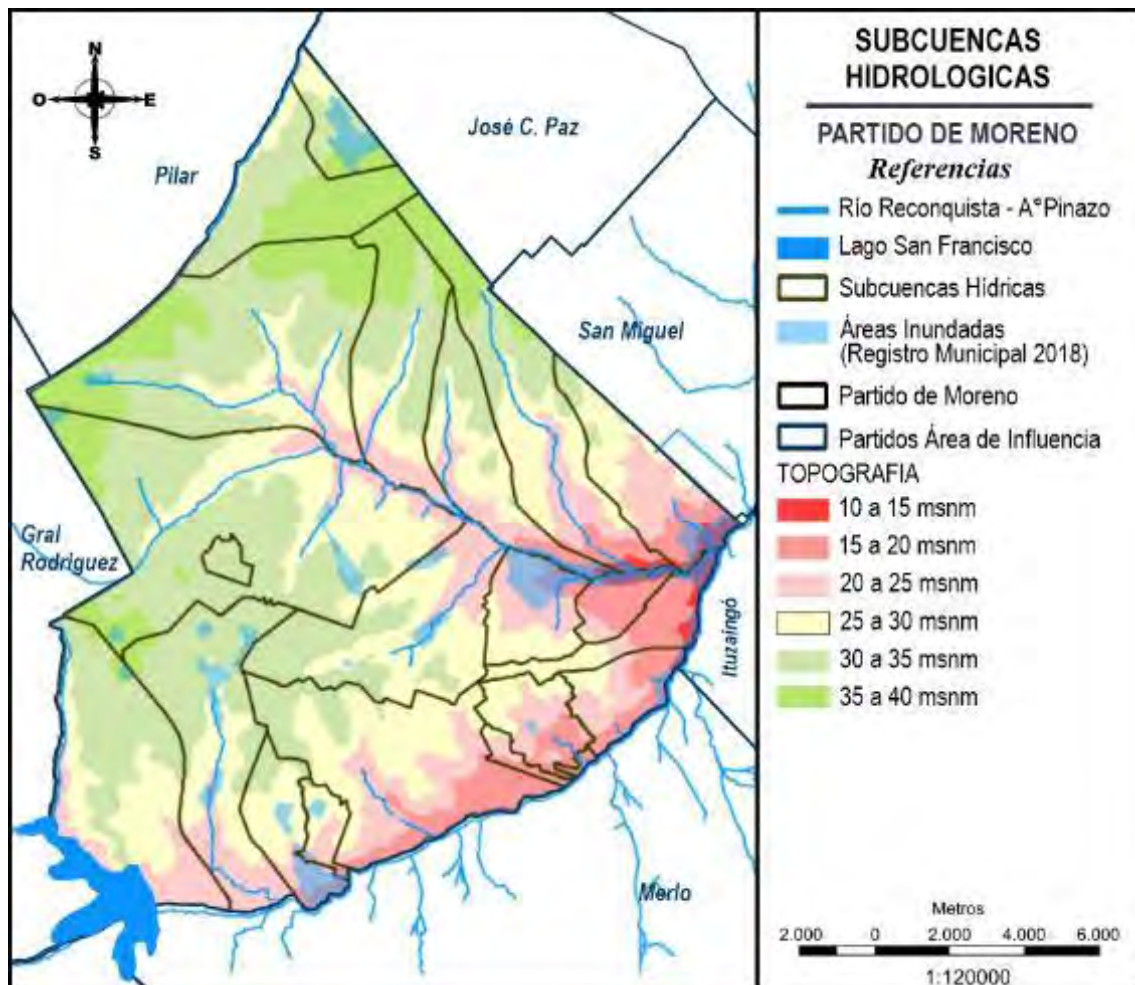 N
O
E
S
José C. Paz
Pilar
San Miguel
Gral
Rodriguez
Ituzaingó
Merlo
SUBCUENCAS
HIDROLOGICAS
PARTIDO DE MORENO
Referencias
Río Reconquista - A°Pinazo
Lago San Francisco
Subcuencas Hídricas
Áreas Inundadas
(Registro Municipal 2018)
Partido de Moreno
Partidos Área de Influencia
TOPOGRAFIA
10 a 15 msnm
15 a 20 msnm
20 a 25 msnm
25 a 30 msnm
30 a 35 msnm
35 a 40 msnm
Metros
2.000 0 2.000 4.000 6.000
1:120000